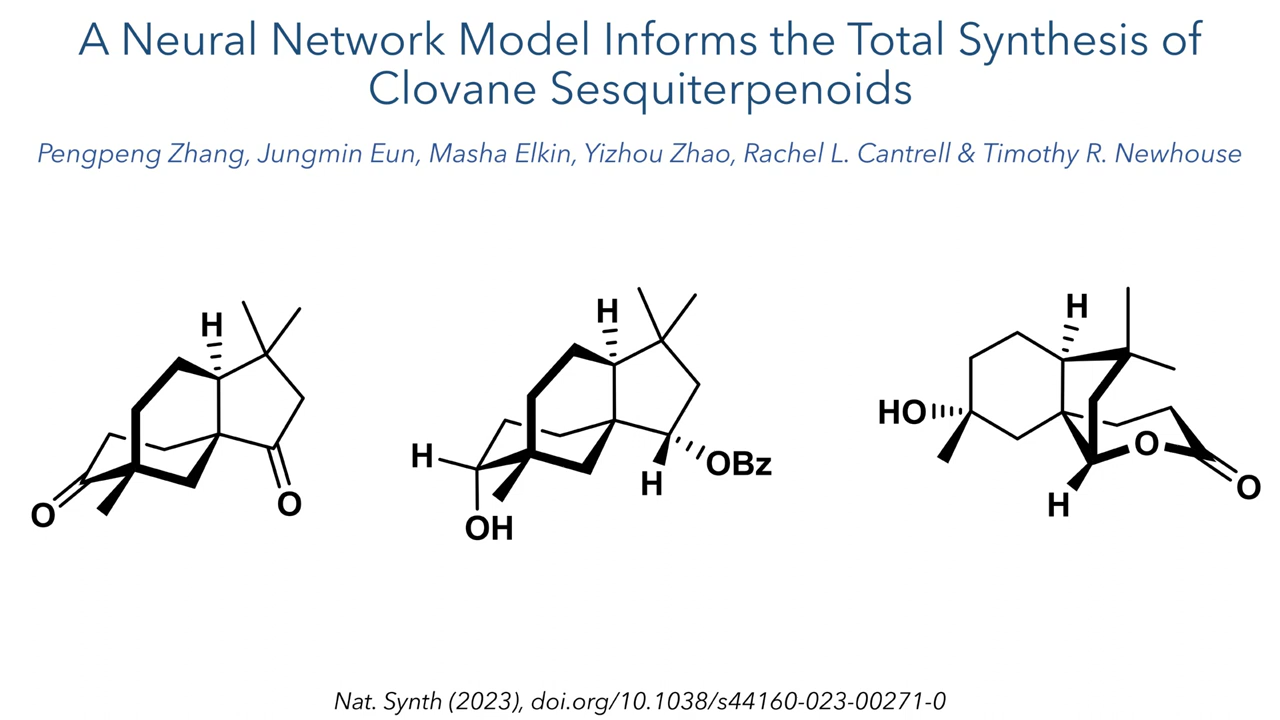 A Neural Network Model Informs the Total Synthesis of
Clovane Sesquiterpenoids
Pengpeng Zhang, Jungmin Eun, Masha Elkin, Yizhou Zhao, Rachel L. Cantrell & Timothy R. Newhouse
H
O
O
H
H
OH
H
OBz
H
HO
O
O
H
Nat. Synth (2023), doi.org/10.1038/s44160-023-00271-0